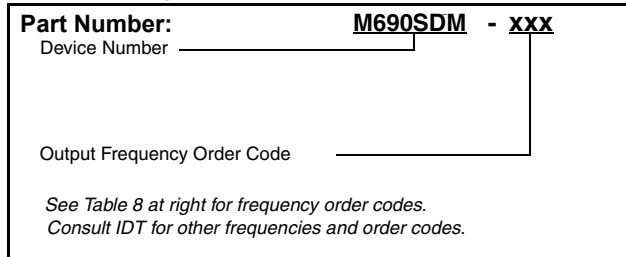 Part Number: M690SDM - xxx
Device Number
Output Frequency Order Code
See Table 8 at right for frequency order codes.
Consult IDT for other frequencies and order codes.